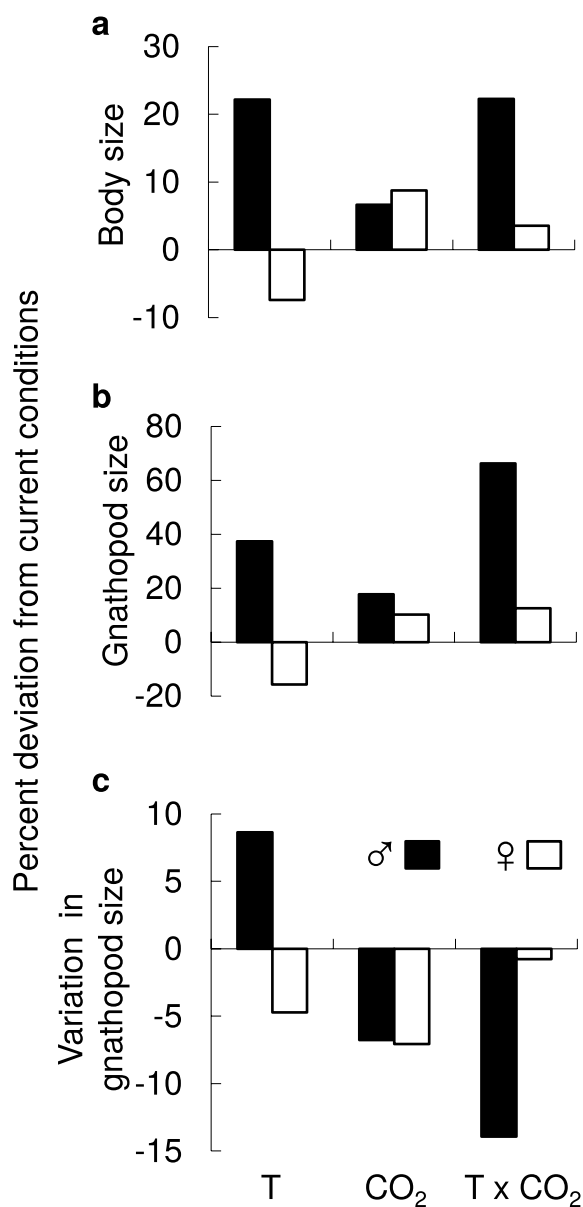 Percent deviation from current conditions
a
Body size
30
20
10
0
-10
b
Gnathopod size
80
60
40
20
0
-20
c
Variation in
gnathopod size
10
5
0
-5
-10
-15
♂ ♀
T CO₂ T x CO₂